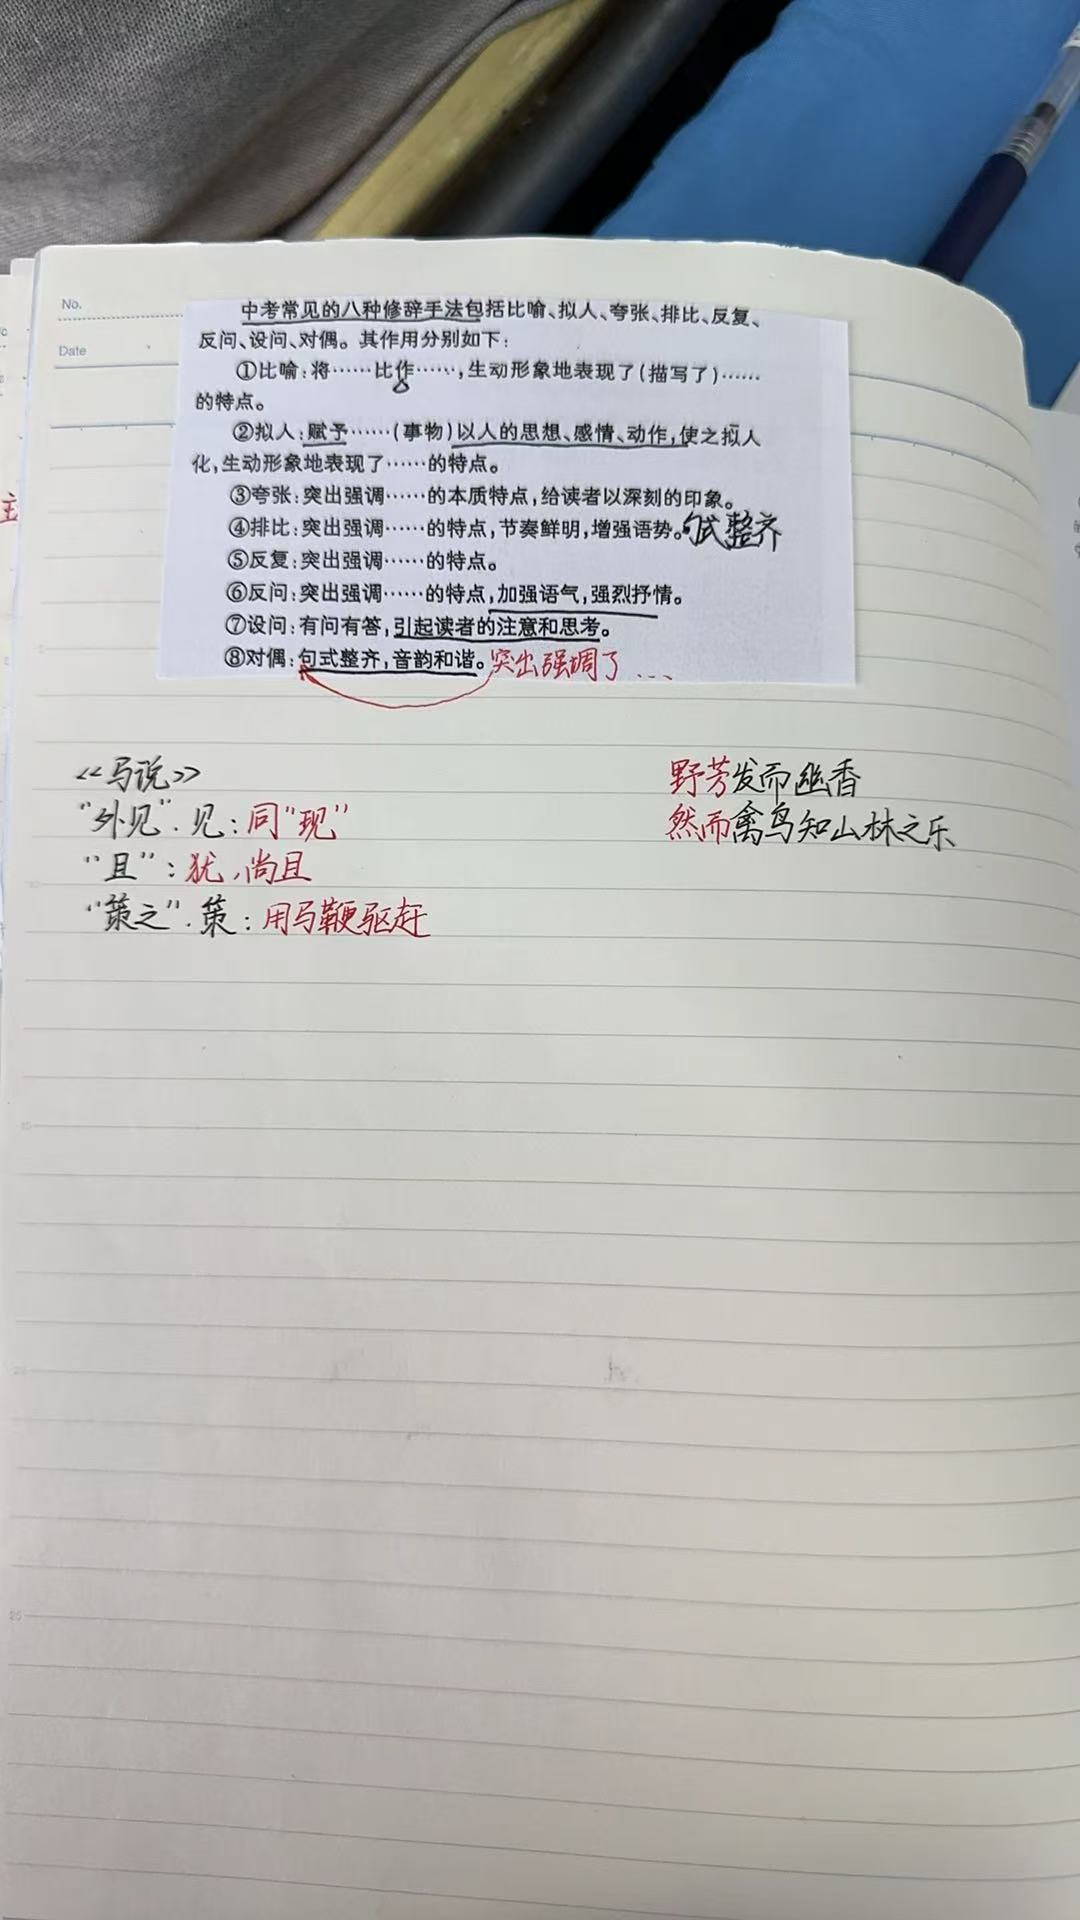 No.
Date
中考常见的八种修辞手法包括比喻、拟人、夸张、排比、反复、
反问、设问、对偶。其作用分别如下：
①比喻：将……比作……，生动形象地表现了（描写了）……
的特点。
②拟人：赋予……（事物）以人的思想、感情、动作，使之拟人
化，生动形象地表现了……的特点。
③夸张：突出强调……的本质特点，给读者以深刻的印象。
④排比：突出强调……的特点，节奏鲜明，增强语势。句式整齐
⑤反复：突出强调……的特点。
⑥反问：突出强调……的特点，加强语气，强烈抒情。
⑦设问：有问有答，引起读者的注意和思考。
⑧对偶：句式整齐，音韵和谐。突出强调了...
《马说》
"外见"．见：同"现"
"且"：犹，尚且
"策之"．策：用马鞭驱赶
野芳发而幽香
然而禽鸟知山林之乐
主